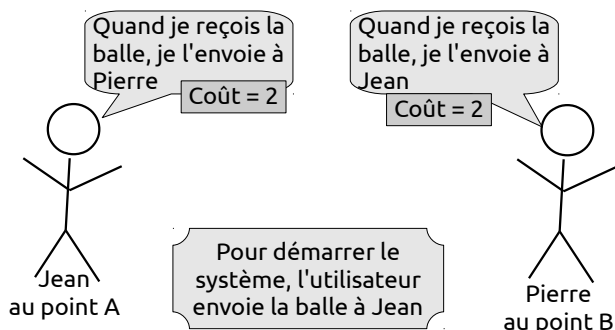 Quand je reçois la
balle, je l'envoie à
Pierre
Coût = 2
Quand je reçois la
balle, je l'envoie à
Jean
Coût = 2
Pour démarrer le
système, l'utilisateur
envoie la balle à Jean
Jean
au point A
Pierre
au point B